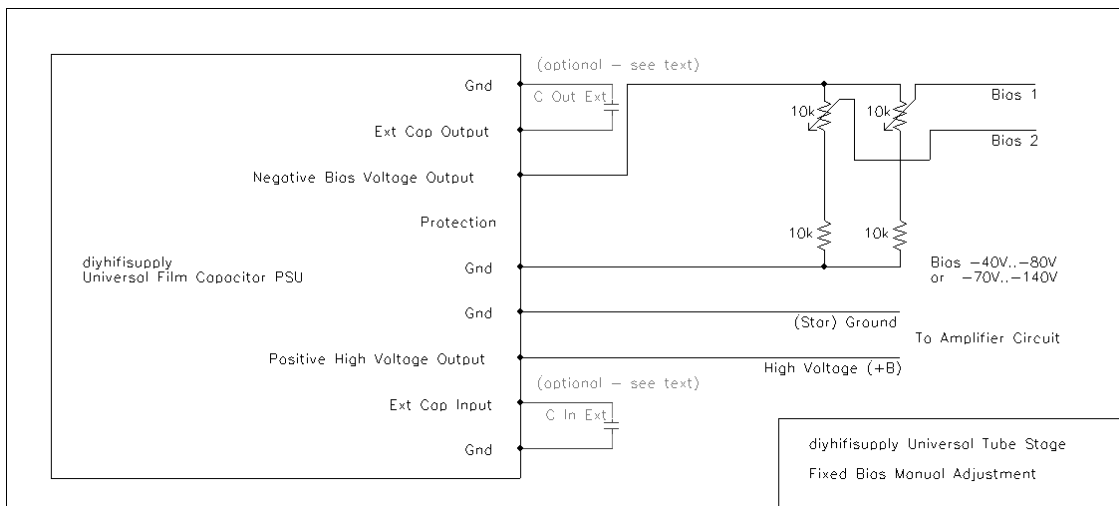 (optional – see text)
Gnd
C Out Ext
Bias 1
10k
10k
Ext Cap Output
Bias 2
Negative Bias Voltage Output
Protection
10k
10k
diyhifisupply
Universal Film Capacitor PSU
Gnd
Bias –40V..–80V
or –70V..–140V
Gnd
(Star) Ground
To Amplifier Circuit
Positive High Voltage Output
High Voltage (+B)
(optional – see text)
Ext Cap Input
C In Ext
Gnd
diyhifisupply Universal Tube Stage
Fixed Bias Manual Adjustment